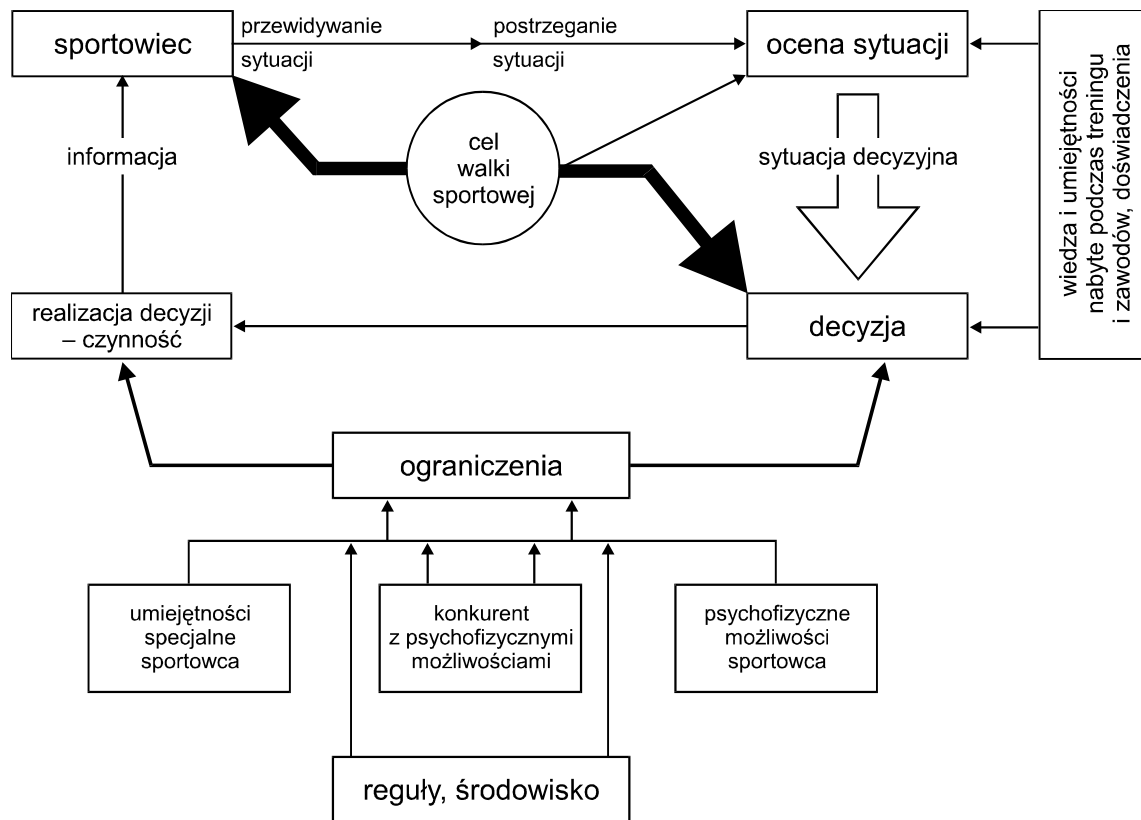 sportowiec
przewidywanie
sytuacji
postrzeganie
sytuacji
ocena sytuacji
wiedza i umiejętności
nabyte podczas treningu
i zawodów, doświadczenia
cel
walki
sportowej
informacja
sytuacja decyzyjna
realizacja decyzji
– czynność
decyzja
ograniczenia
umiejętności
specjalne
sportowca
konkurent
z psychofizycznymi
możliwościami
psychofizyczne
możliwości
sportowca
reguły, środowisko